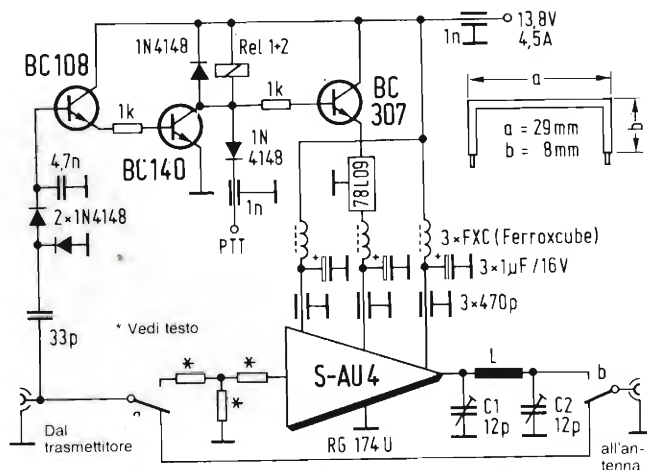 1N4148
Rel 1+2
1n
13,8V
4,5A
BC108
1k
BC140
1k
BC
307
a
b
a = 29mm
b = 8mm
4,7n
2×1N4148
1N
4148
1n
PTT
78L09
3×FXC (Ferroxcube)
3×1µF/16V
3×470p
33p
* Vedi testo
*
*
*
S-AU4
L
b
C1
12p
C2
12p
RG 174 U
Dal
trasmettitore
all'an-
tenna